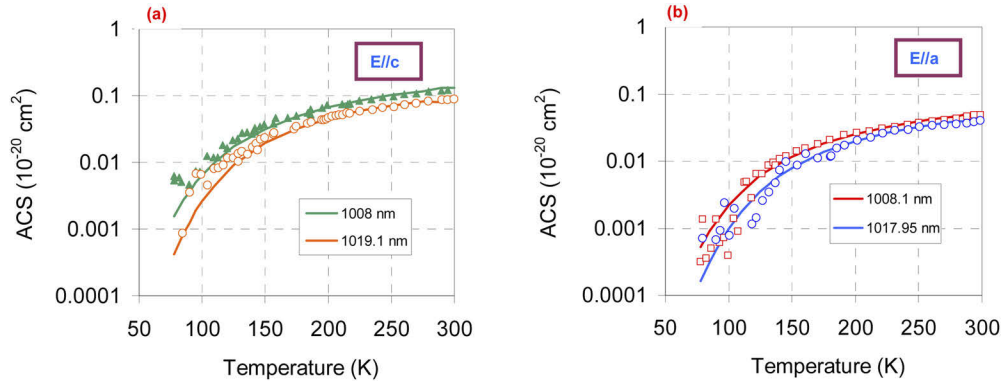 (a)
1
0.1
0.01
0.001
0.0001
ACS (10⁻²⁰ cm²)
E//c
1008 nm
1019.1 nm
50 100 150 200 250 300
Temperature (K)
(b)
1
0.1
0.01
0.001
0.0001
ACS (10⁻²⁰ cm²)
E//a
1008.1 nm
1017.95 nm
50 100 150 200 250 300
Temperature (K)